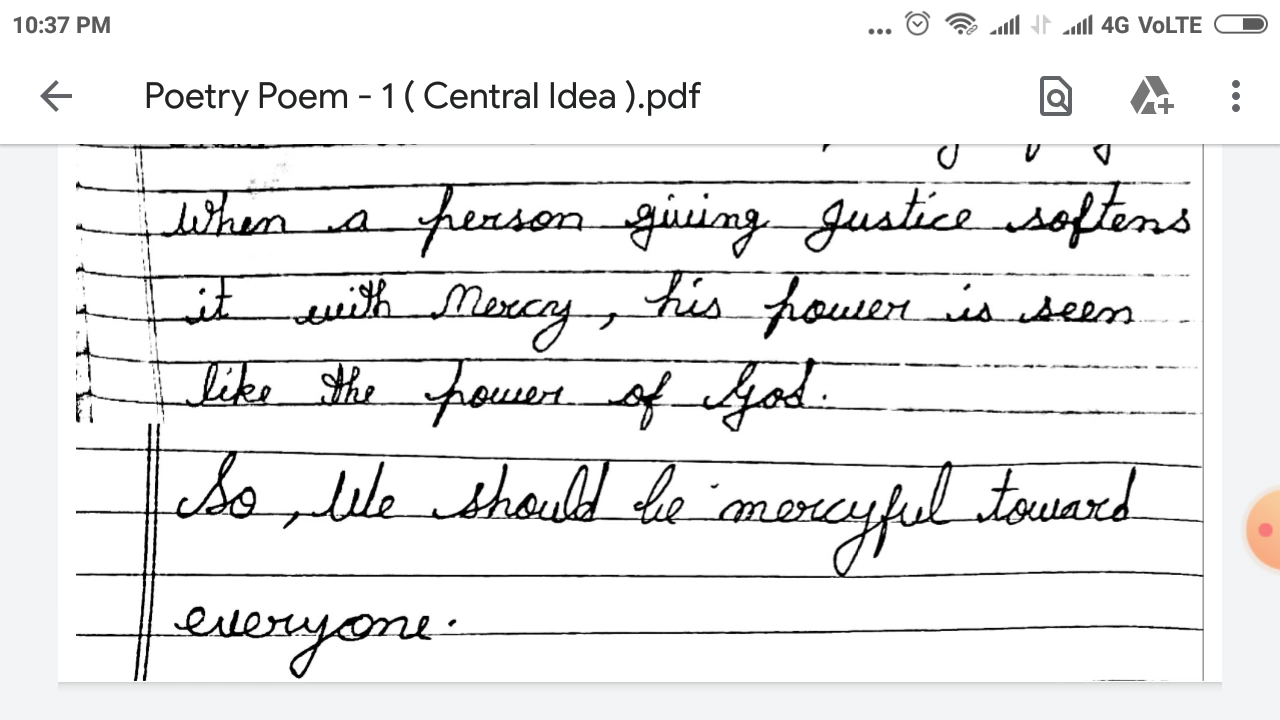 10:37 PM ... 4G VoLTE
Poetry Poem - 1 ( Central Idea ).pdf
When a person giving Justice softens
it with Mercy, his power is seen
like the power of God.
So, We should be mercyful toward
everyone.